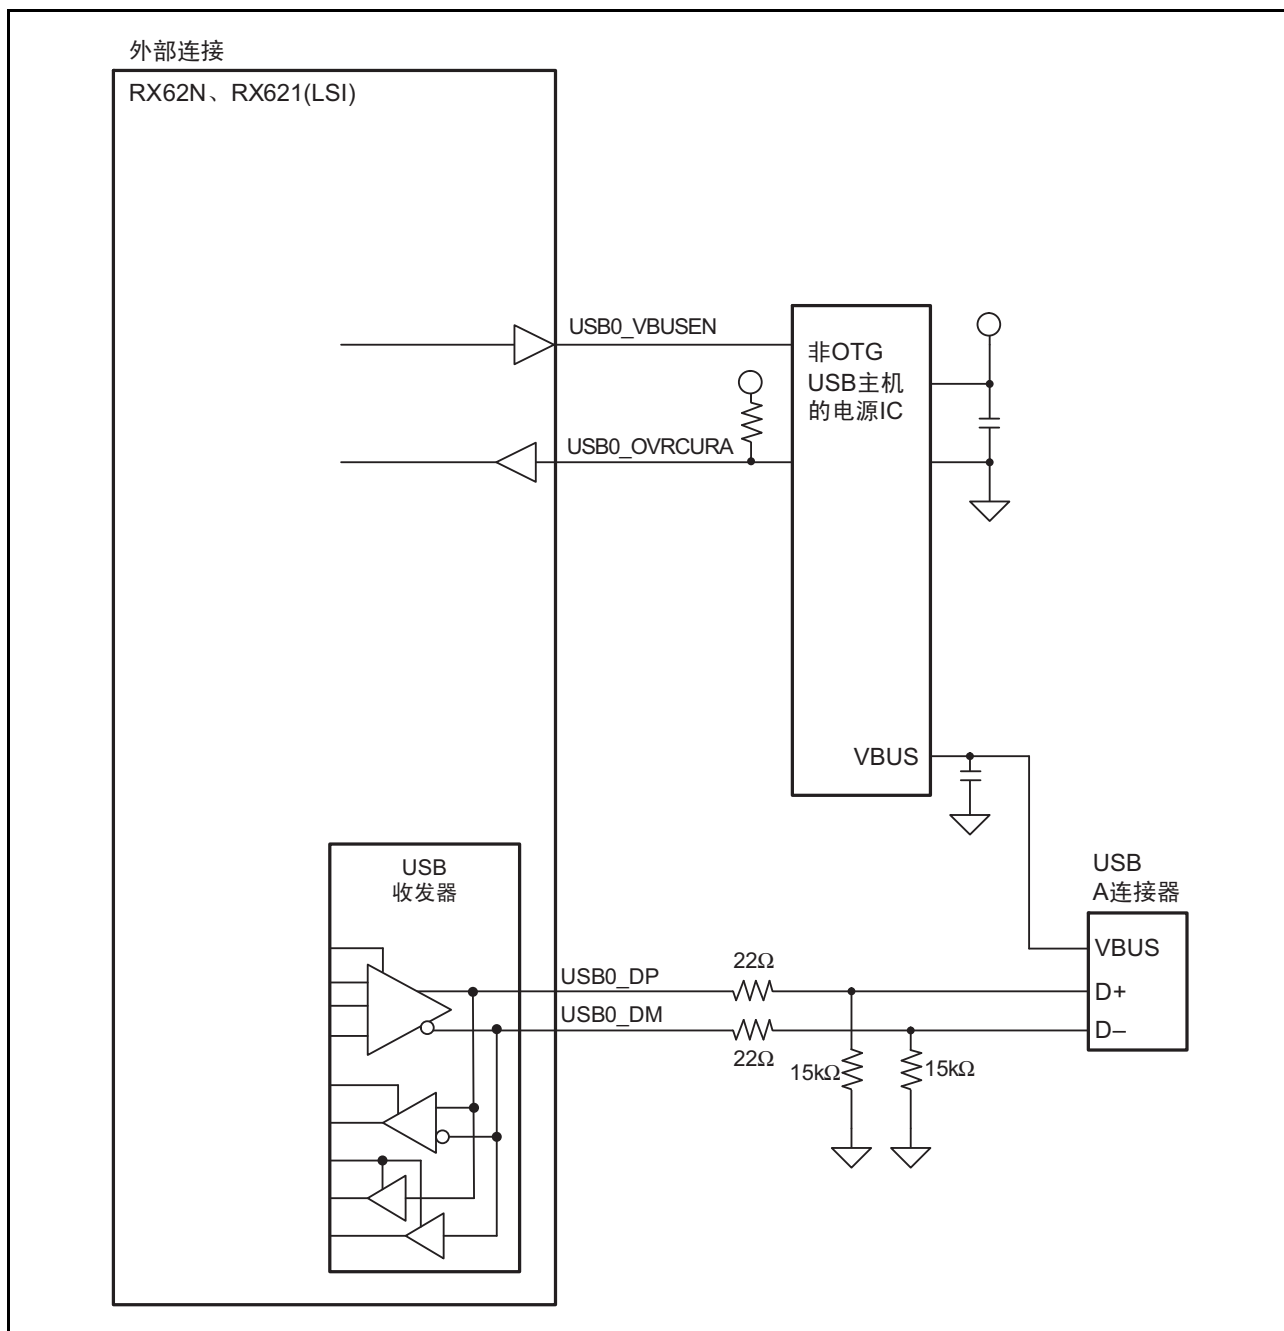 外部连接
RX62N、RX621(LSI)
USB0_VBUSEN
非OTG
USB主机
的电源IC
USB0_OVRCURA
VBUS
USB
收发器
USB
A连接器
VBUS
USB0_DP
22Ω
D+
USB0_DM
22Ω
D–
15kΩ
15kΩ